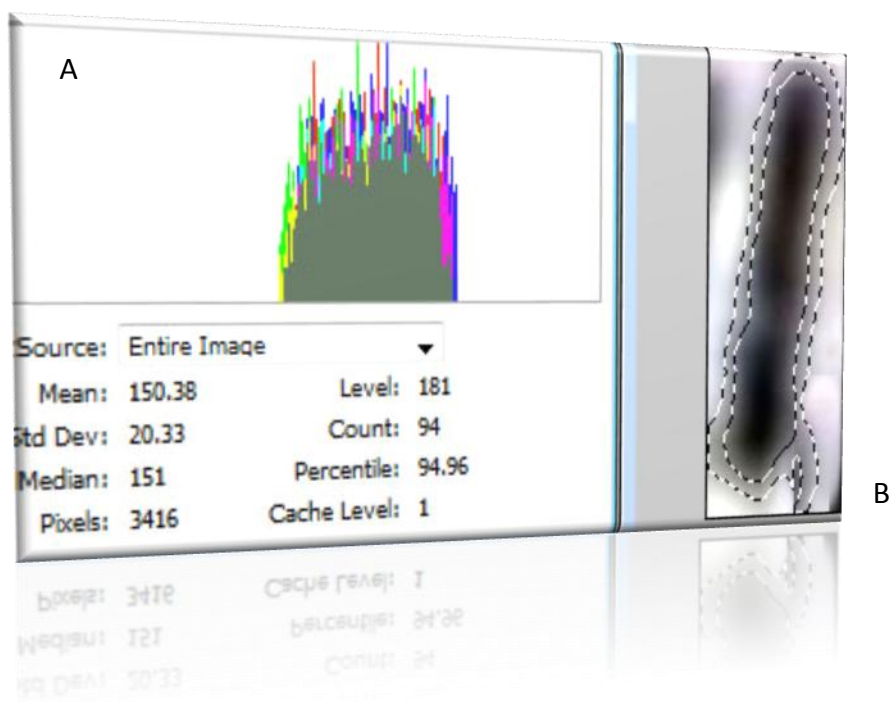 A
Source: Entire Image
Mean: 150.38 Level: 181
Std Dev: 20.33 Count: 94
Median: 151 Percentile: 94.96
Pixels: 3416 Cache Level: 1
B